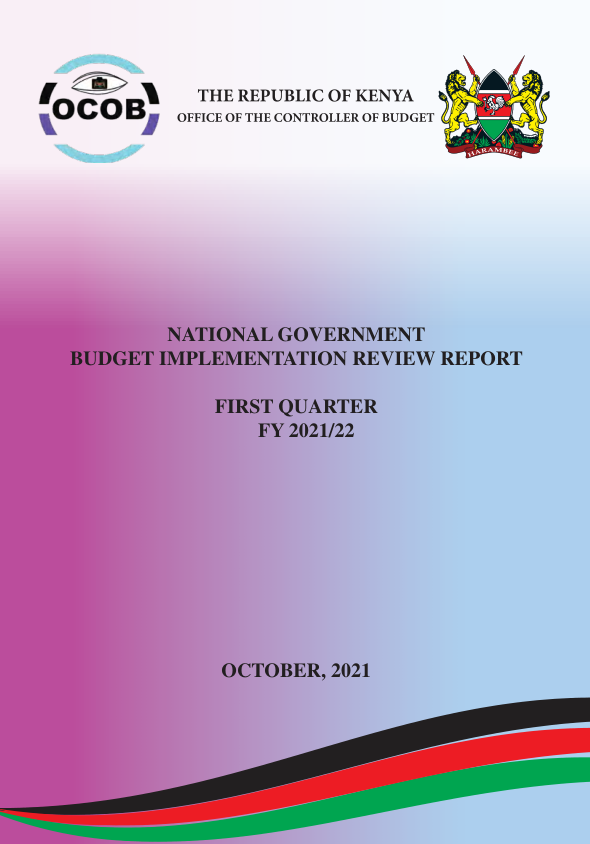 OCOB
THE REPUBLIC OF KENYA
OFFICE OF THE CONTROLLER OF BUDGET
HARAMBEE
NATIONAL GOVERNMENT
BUDGET IMPLEMENTATION REVIEW REPORT
FIRST QUARTER
FY 2021/22
OCTOBER, 2021